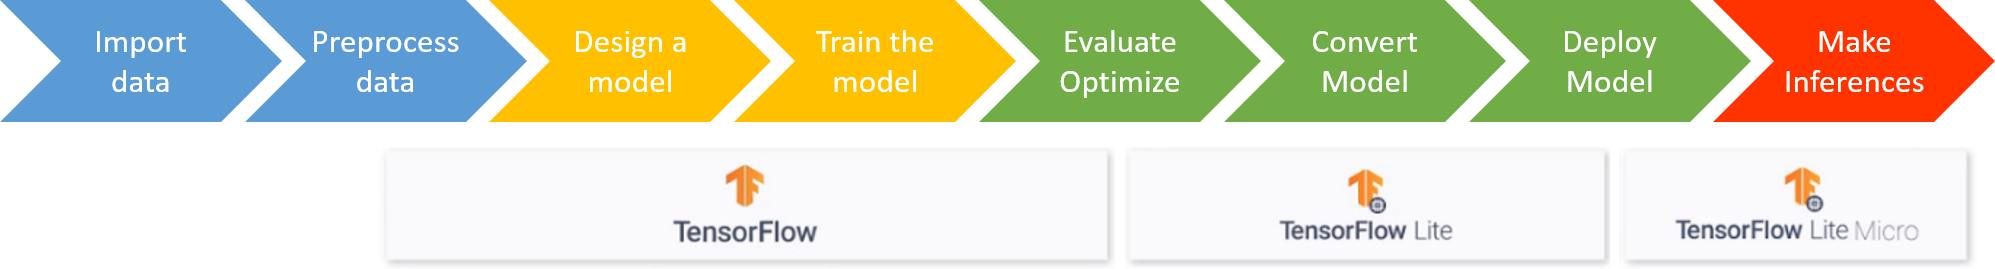 Import
data
Preprocess
data
Design a
model
Train the
model
Evaluate
Optimize
Convert
Model
Deploy
Model
Make
Inferences
TensorFlow
TensorFlow Lite
TensorFlow Lite Micro